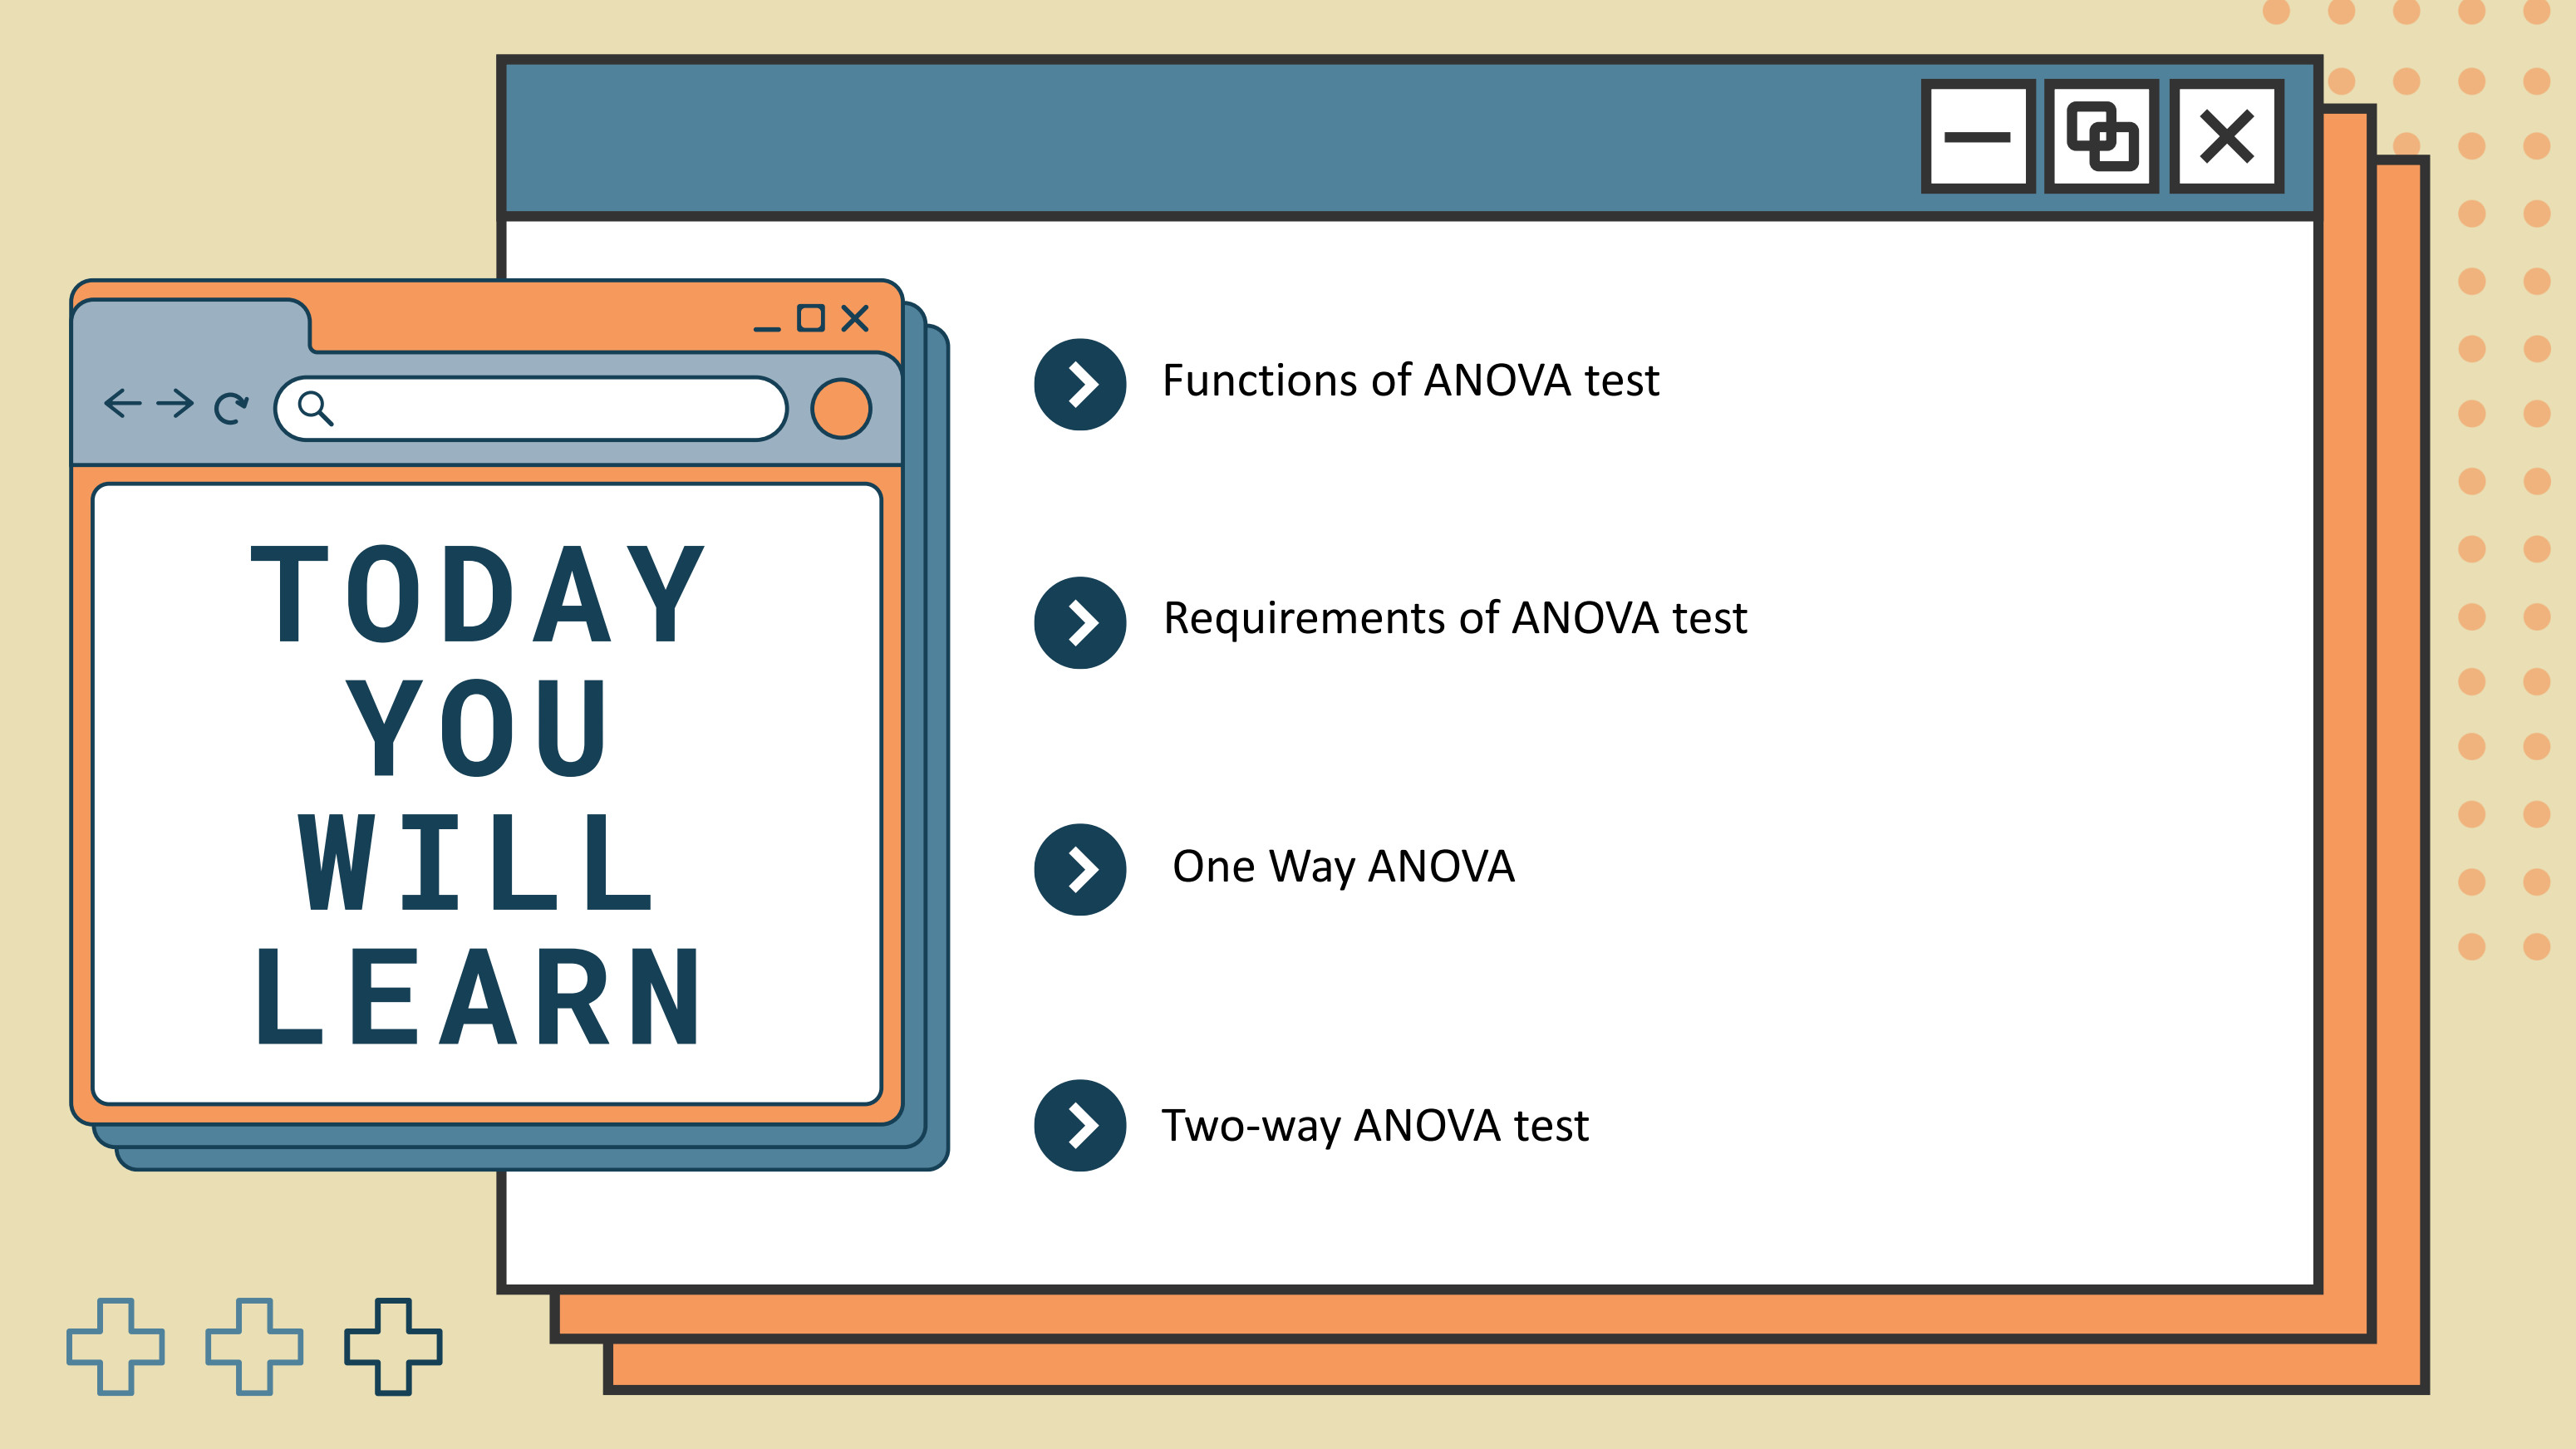 TODAY
YOU
WILL
LEARN
Functions of ANOVA test
Requirements of ANOVA test
One Way ANOVA
Two-way ANOVA test